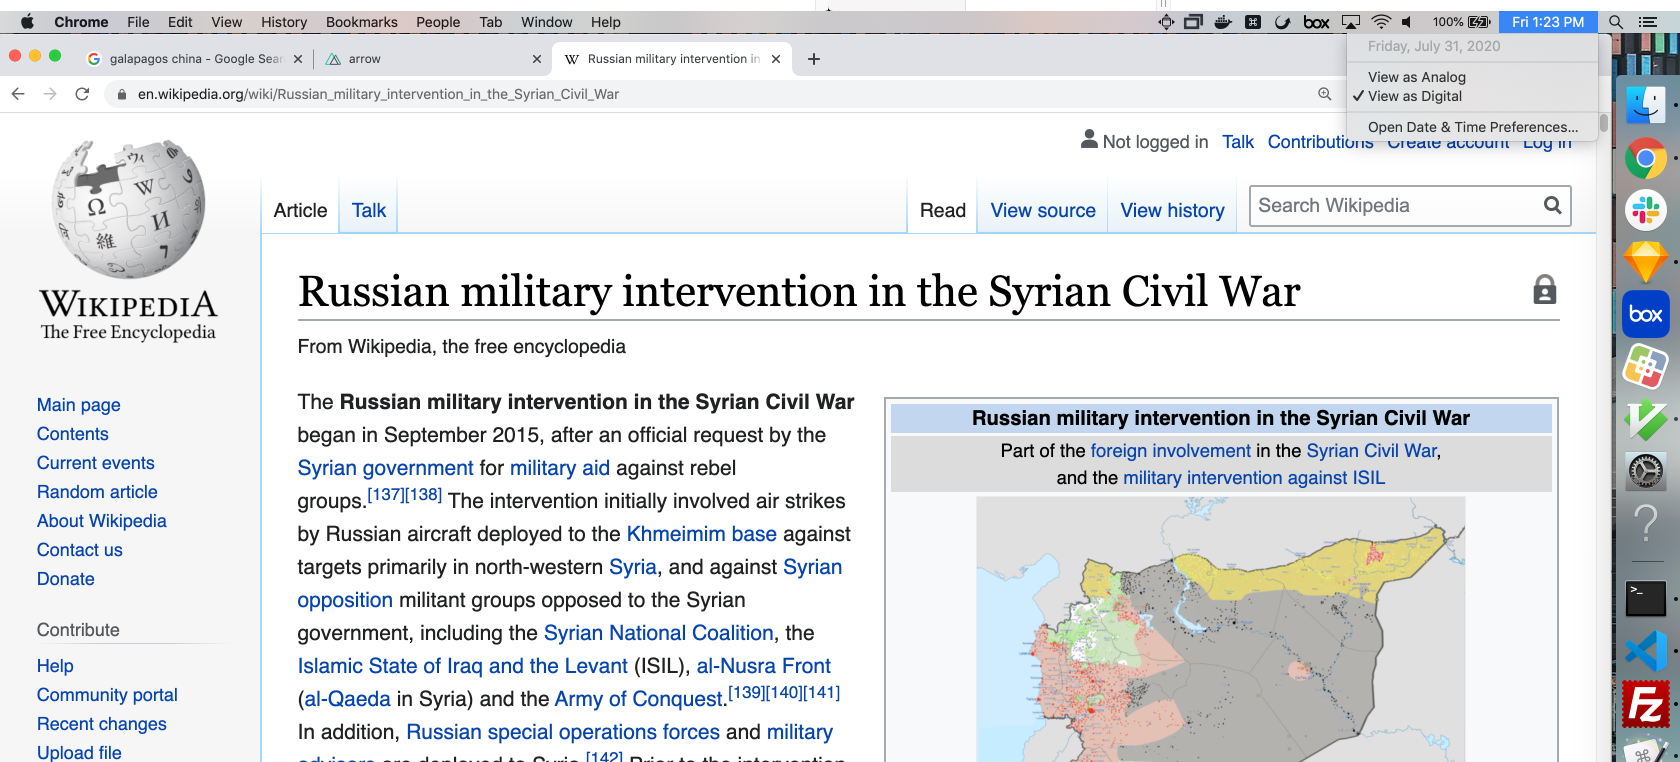 Chrome File Edit View History Bookmarks People Tab Window Help
box 100% Fri 1:23 PM
Friday, July 31, 2020
View as Analog
✓ View as Digital
Open Date & Time Preferences...
galapagos china - Google Sear
arrow
Russian military intervention in
en.wikipedia.org/wiki/Russian_military_intervention_in_the_Syrian_Civil_War
Not logged in Talk Contributions Create account Log in
Article Talk
Read View source View history
Search Wikipedia
WIKIPEDIA
The Free Encyclopedia
Main page
Contents
Current events
Random article
About Wikipedia
Contact us
Donate
Contribute
Help
Community portal
Recent changes
Upload file
Russian military intervention in the Syrian Civil War
From Wikipedia, the free encyclopedia
The Russian military intervention in the Syrian Civil War
began in September 2015, after an official request by the
Syrian government for military aid against rebel
groups.[137][138] The intervention initially involved air strikes
by Russian aircraft deployed to the Khmeimim base against
targets primarily in north-western Syria, and against Syrian
opposition militant groups opposed to the Syrian
government, including the Syrian National Coalition, the
Islamic State of Iraq and the Levant (ISIL), al-Nusra Front
(al-Qaeda in Syria) and the Army of Conquest.[139][140][141]
In addition, Russian special operations forces and military
advisors are deployed to Syria.[142] Prior to the intervention
Russian military intervention in the Syrian Civil War
Part of the foreign involvement in the Syrian Civil War,
and the military intervention against ISIL
box